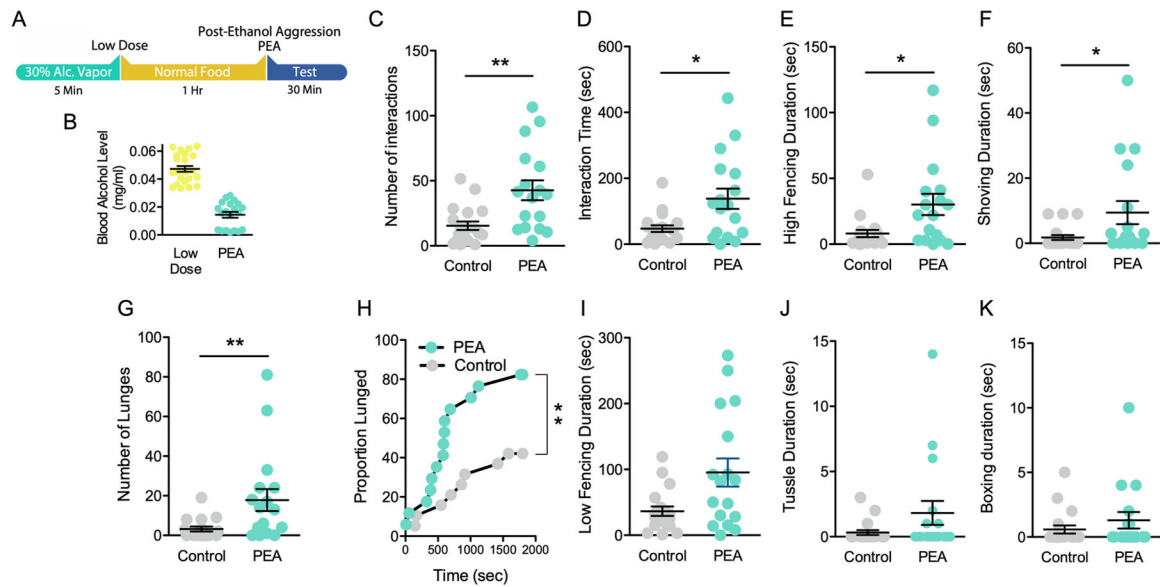 A
Post-Ethanol Aggression
Low Dose
PEA
30% Alc. Vapor
Normal Food
Test
5 Min
1 Hr
30 Min
B
Blood Alcohol Level
(mg/ml)
0.06
0.04
0.02
0.00
Low
Dose
PEA
C
Number of interactions
150
100
50
0
**
Control
PEA
D
Interaction Time (sec)
600
400
200
0
*
Control
PEA
E
High Fencing Duration (sec)
150
100
50
0
*
Control
PEA
F
Shoving Duration (sec)
60
40
20
0
*
Control
PEA
G
Number of Lunges
100
80
60
40
20
0
**
Control
PEA
H
Proportion Lunged
100
80
60
40
20
0
PEA
Control
**
0
500
1000
1500
2000
Time (sec)
I
Low Fencing Duration (sec)
300
200
100
0
Control
PEA
J
Tussle Duration (sec)
15
10
5
0
Control
PEA
K
Boxing duration (sec)
15
10
5
0
Control
PEA